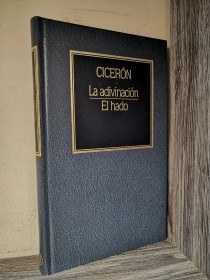 CICERÓN
La adivinación
El hado